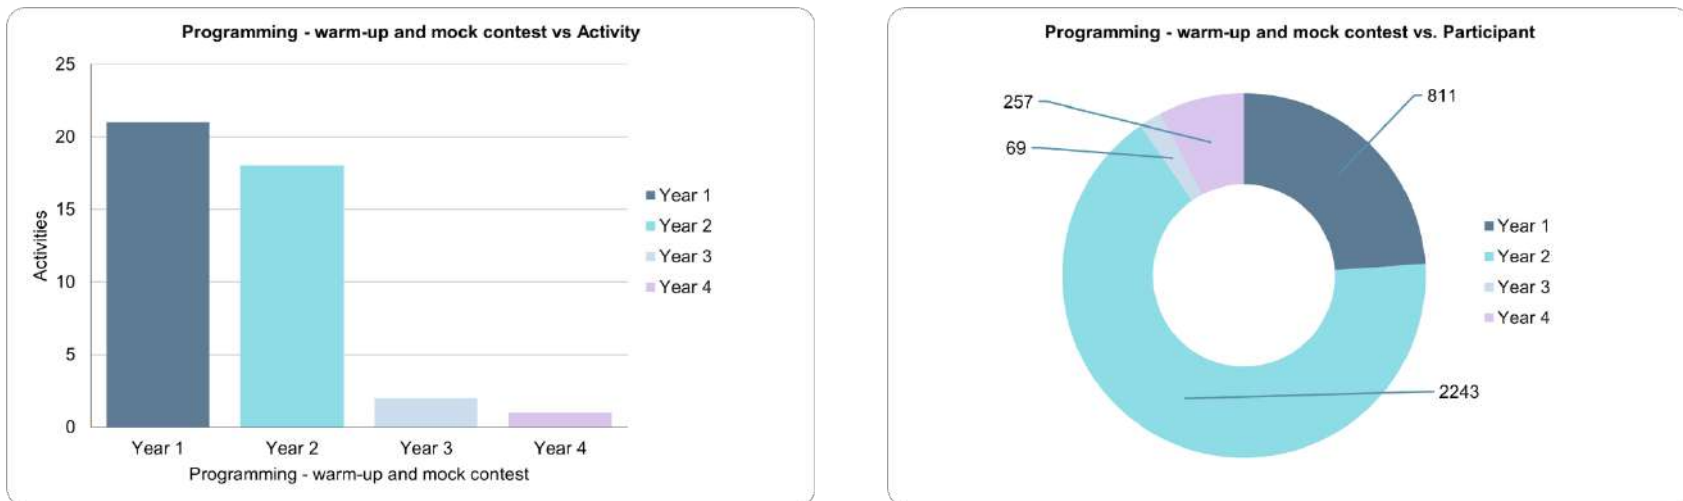 Programming - warm-up and mock contest vs Activity
25
20
15
10
5
0
Activities
Year 1
Year 2
Year 3
Year 4
Programming - warm-up and mock contest
Year 1
Year 2
Year 3
Year 4
Programming - warm-up and mock contest vs. Participant
257
69
811
2243
Year 1
Year 2
Year 3
Year 4